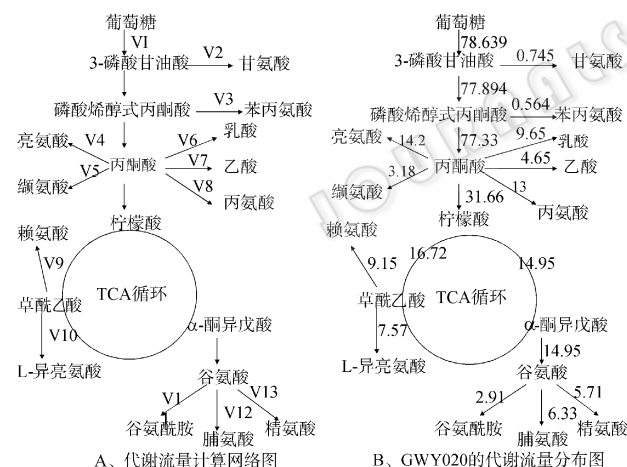 葡萄糖
V1
3-磷酸甘油酸 V2 甘氨酸
磷酸烯醇式丙酮酸 V3 苯丙氨酸
亮氨酸 V4 V6 乳酸
丙酮酸 V7 乙酸
缬氨酸 V5 V8 丙氨酸
柠檬酸
赖氨酸
V9
TCA循环
草酰乙酸
V10
α-酮异戊酸
L-异亮氨酸
谷氨酸
V1 1 V12 V13
谷氨酰胺 脯氨酸 精氨酸
A、代谢流量计算网络图
葡萄糖
78.639
3-磷酸甘油酸 0.745 甘氨酸
77.894
磷酸烯醇式丙酮酸 0.564 苯丙氨酸
亮氨酸 14.2 77.33 9.65 乳酸
丙酮酸 4.65 乙酸
缬氨酸 3.18 31.66 13 丙氨酸
柠檬酸
赖氨酸
9.15 16.72 14.95
TCA循环
草酰乙酸
7.57
α-酮异戊酸
L-异亮氨酸 14.95
谷氨酸
2.91 6.33 5.71
谷氨酰胺 脯氨酸 精氨酸
B、GWY020的代谢流量分布图